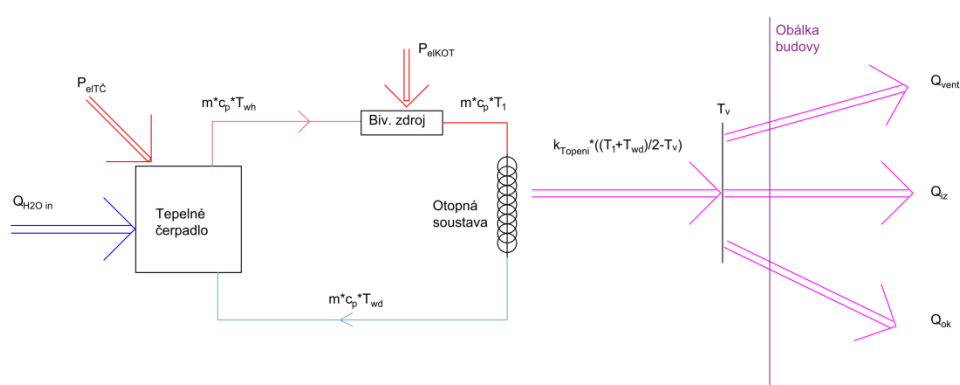 Obálka
budovy
P_elKOT
P_elTČ
m*c_p*T_wh
m*c_p*T_1
T_v
Q_vent
Biv. zdroj
k_Topeni*((T_1+T_wd)/2-T_v)
Q_H2O in
Tepelné
čerpadlo
Otopná
soustava
Q_iz
m*c_p*T_wd
Q_ok